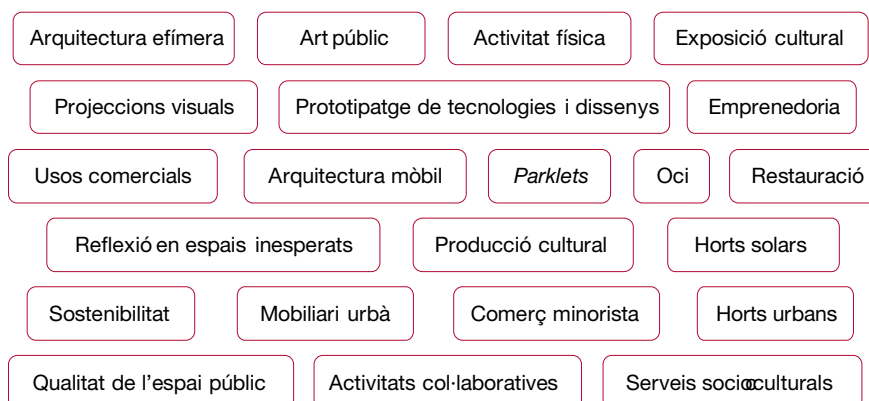 Arquitectura efímera Art públic Activitat física Exposició cultural
Projeccions visuals Prototipatge de tecnologies i dissenys Emprenedoria
Usos comercials Arquitectura mòbil Parklets Oci Restauració
Reflexió en espais inesperats Producció cultural Horts solars
Sostenibilitat Mobiliari urbà Comerç minorista Horts urbans
Qualitat de l’espai públic Activitats col·laboratives Serveis socioculturals